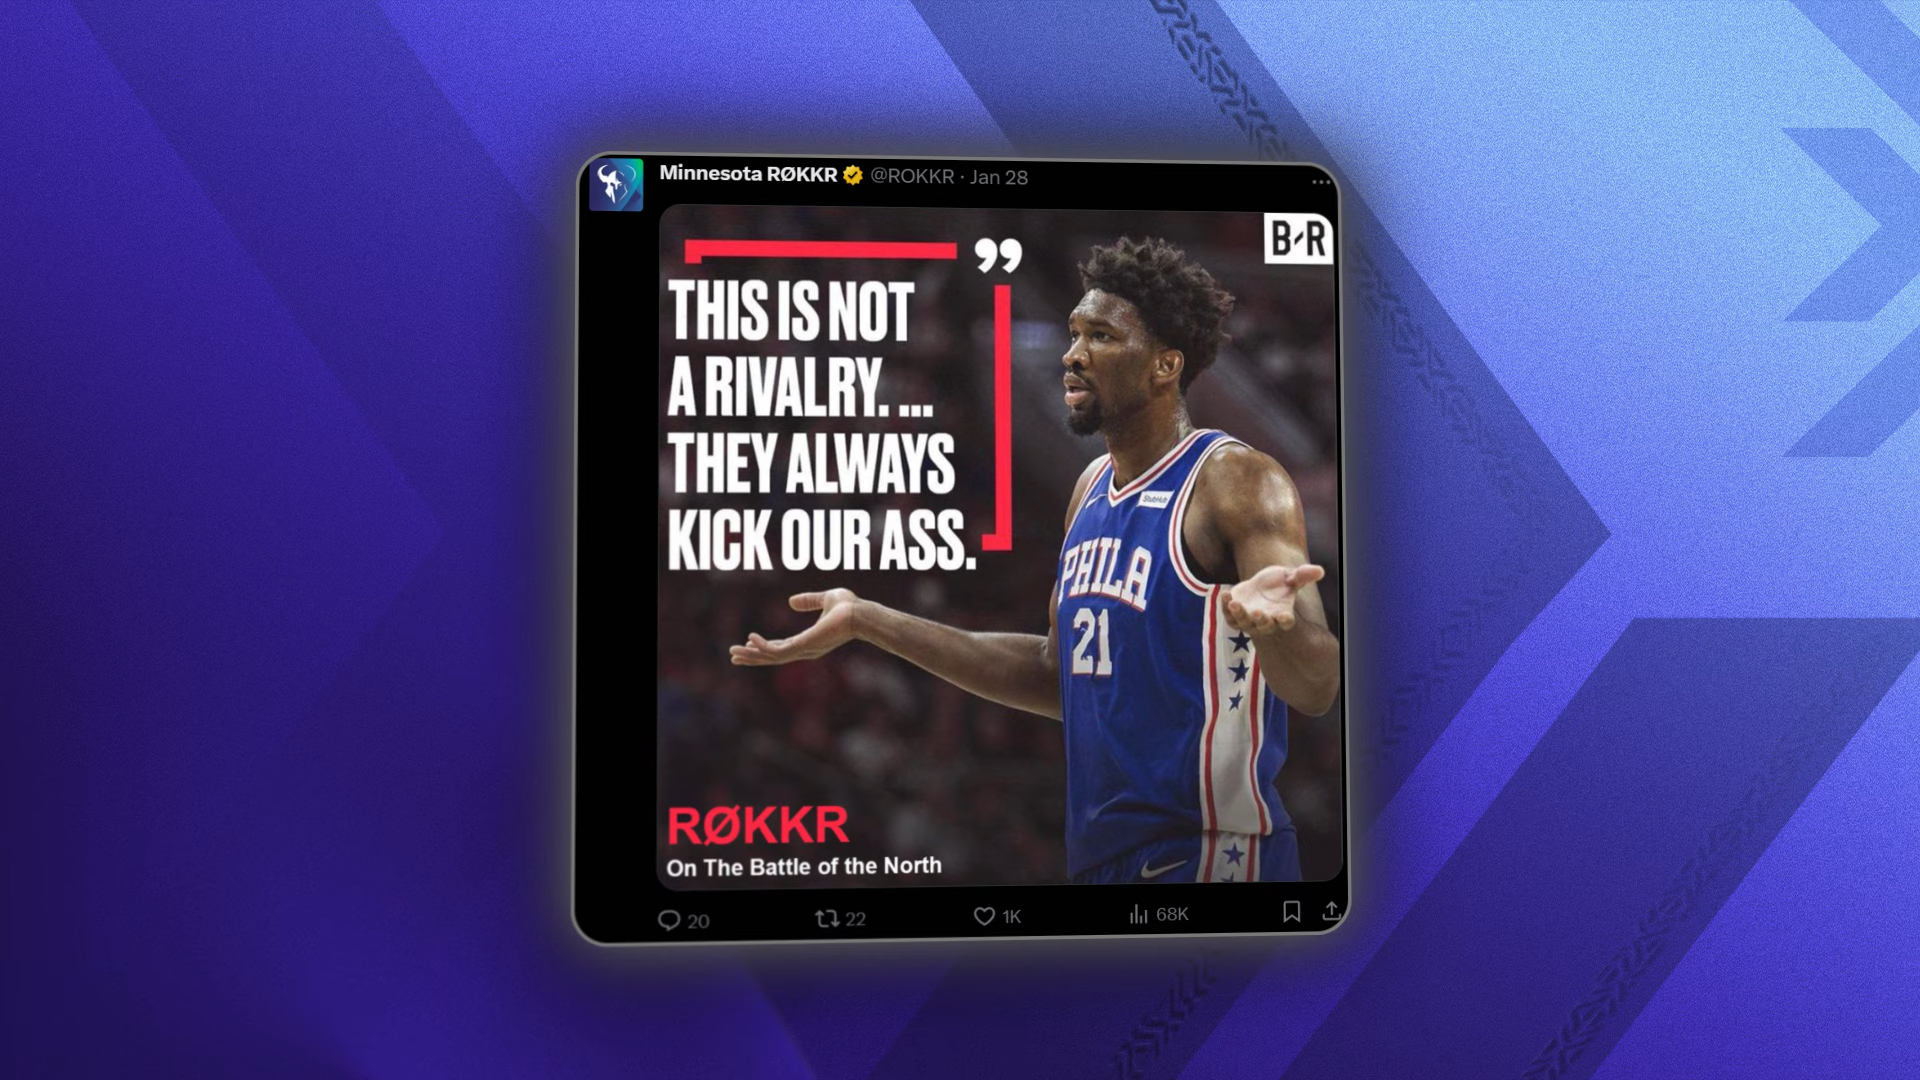 Minnesota RØKKR @ROKKR · Jan 28
B/R
”
THIS IS NOT
A RIVALRY. ...
THEY ALWAYS
KICK OUR ASS.
StubHub
PHILA
21
RØKKR
On The Battle of the North
20 22 1K 68K